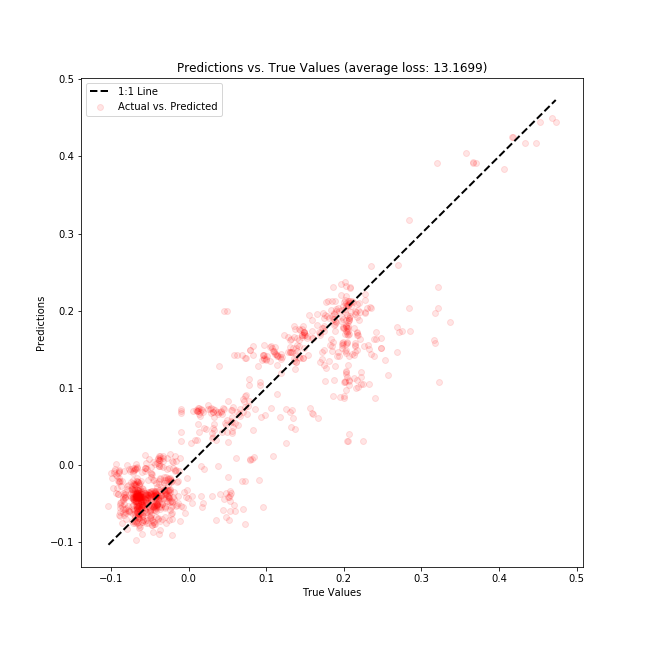 Predictions vs. True Values (average loss: 13.1699)
1:1 Line
Actual vs. Predicted
0.5
0.4
0.3
0.2
0.1
0.0
−0.1
Predictions
−0.1 0.0 0.1 0.2 0.3 0.4 0.5
True Values